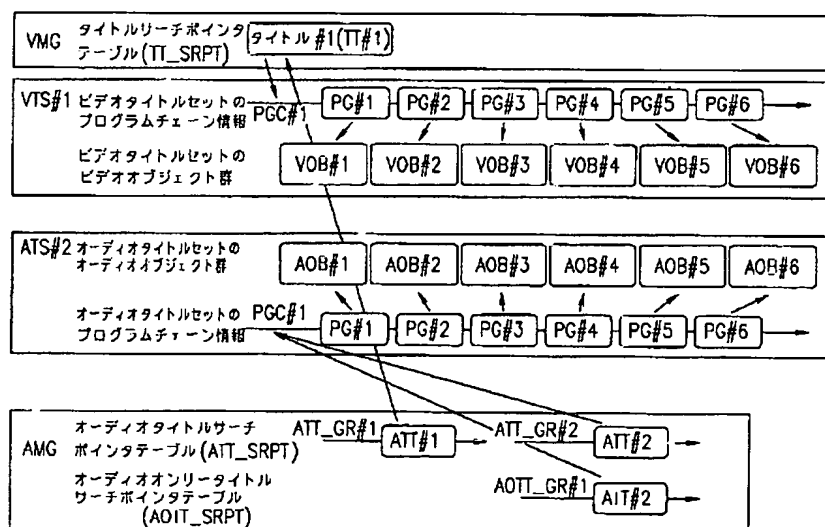 VMG
タイトルサーチポインタ
テーブル(TT_SRPT)
タイトル#1(TT#1)
VTS#1
ビデオタイトルセットの
プログラムチェーン情報
PGC#1
PG#1 PG#2 PG#3 PG#4 PG#5 PG#6
ビデオタイトルセットの
ビデオオブジェクト群
VOB#1 VOB#2 VOB#3 VOB#4 VOB#5 VOB#6
ATS#2
オーディオタイトルセットの
オーディオオブジェクト群
AOB#1 AOB#2 AOB#3 AOB#4 AOB#5 AOB#6
オーディオタイトルセットの
プログラムチェーン情報
PGC#1
PG#1 PG#2 PG#3 PG#4 PG#5 PG#6
AMG
オーディオタイトルサーチ
ポインタテーブル(ATT_SRPT)
ATT_GR#1 ATT#1 ATT_GR#2 ATT#2
オーディオオンリータイトル
サーチポインタテーブル
(AOIT_SRPT)
AOTT_GR#1 AIT#2